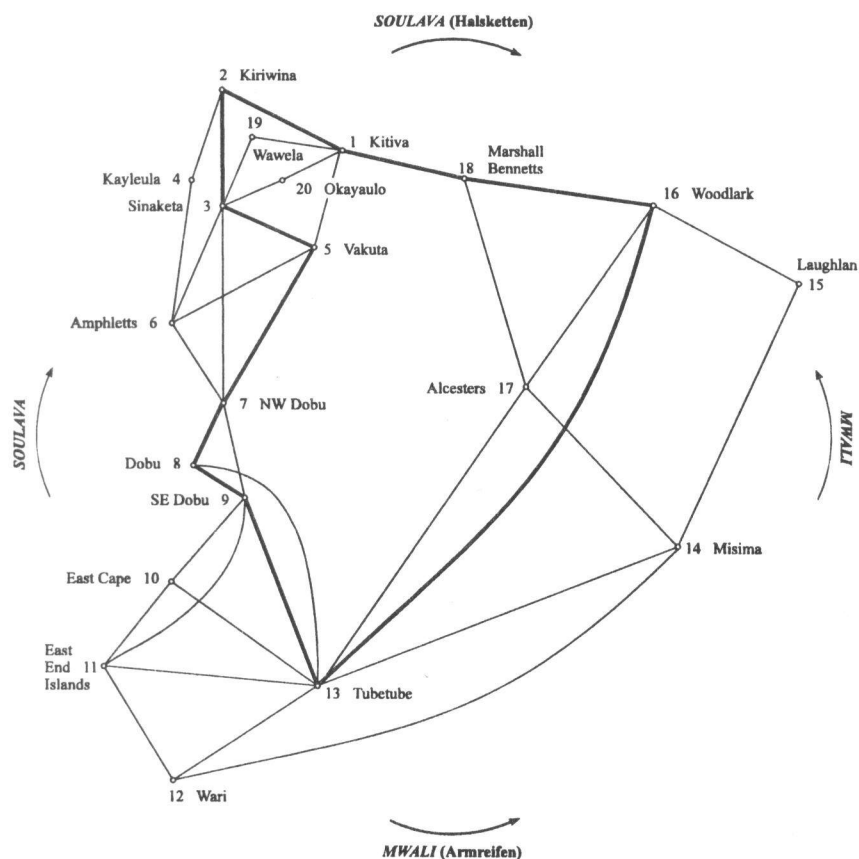 SOULAVA (Halsketten)
2 Kiriwina
19
Wawela
1 Kitiva
Kayleula 4
20 Okayaulo
18
Marshall
Bennetts
Sinaketa 3
16 Woodlark
5 Vakuta
Laughlan
15
Amphletts 6
SOULAVA
7 NW Dobu
Alcesters 17
MWALI
Dobu 8
SE Dobu 9
14 Misima
East Cape 10
East
End 11
Islands
13 Tubetube
12 Wari
MWALI (Armreifen)